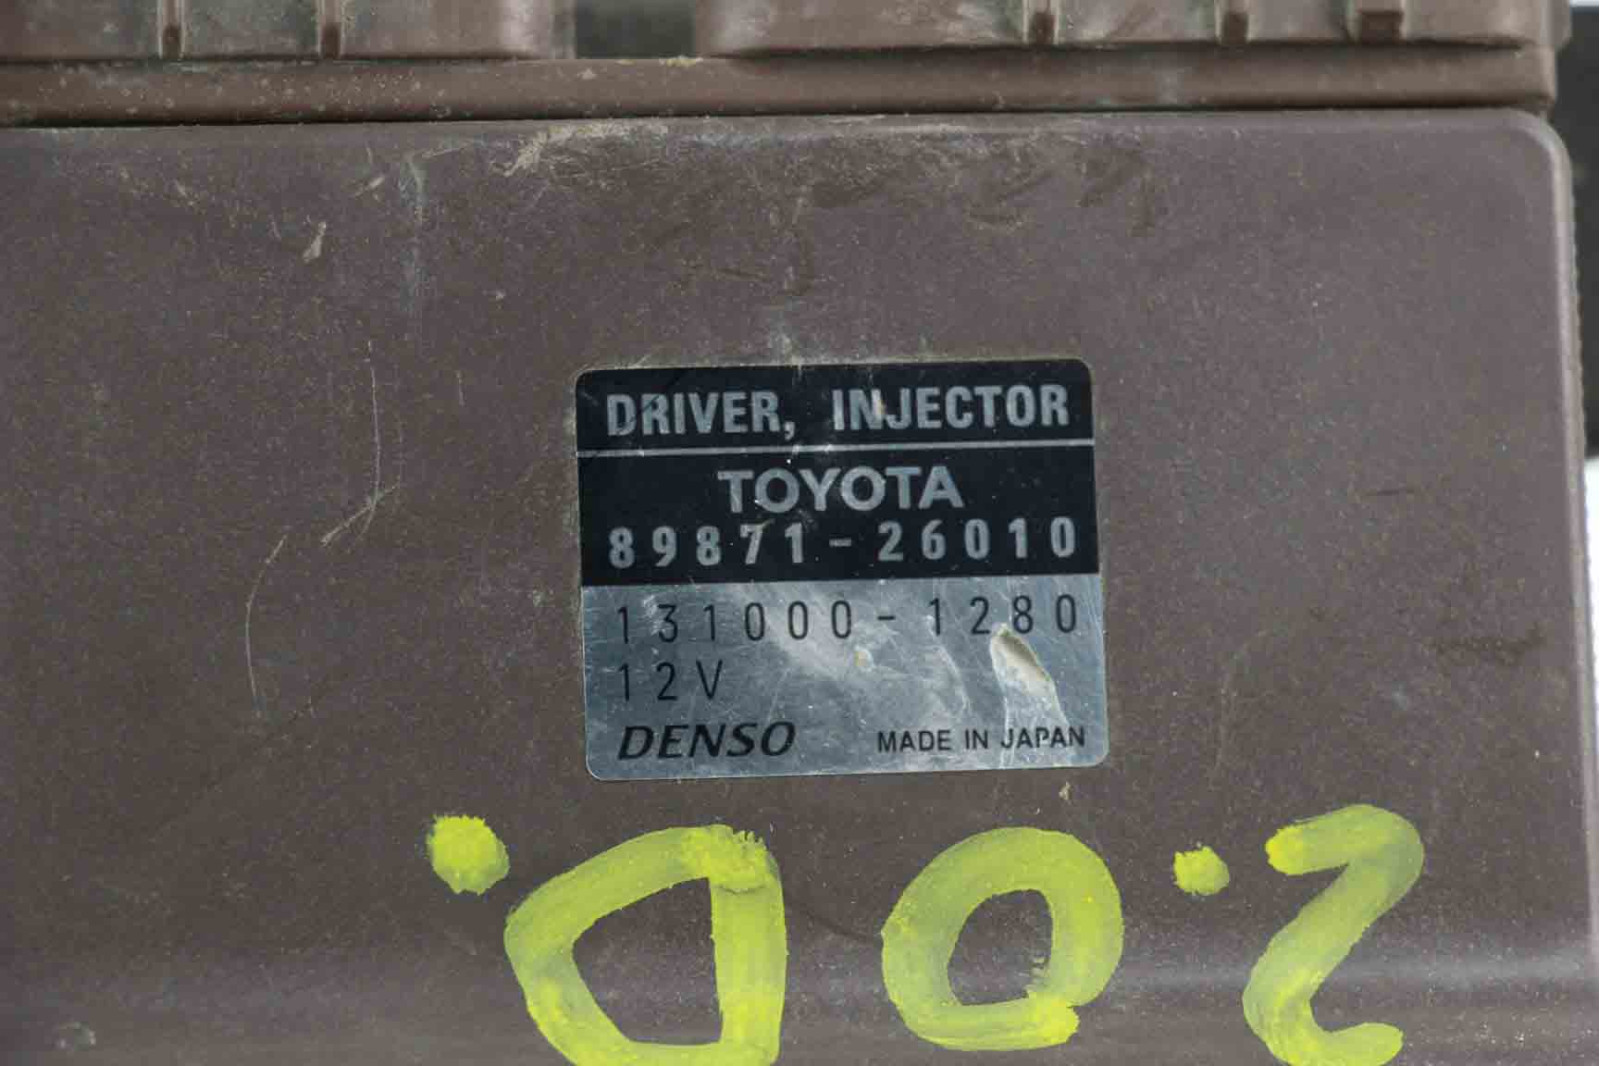 DRIVER, INJECTOR
TOYOTA
89871-26010
131000-1280
12V
DENSO MADE IN JAPAN